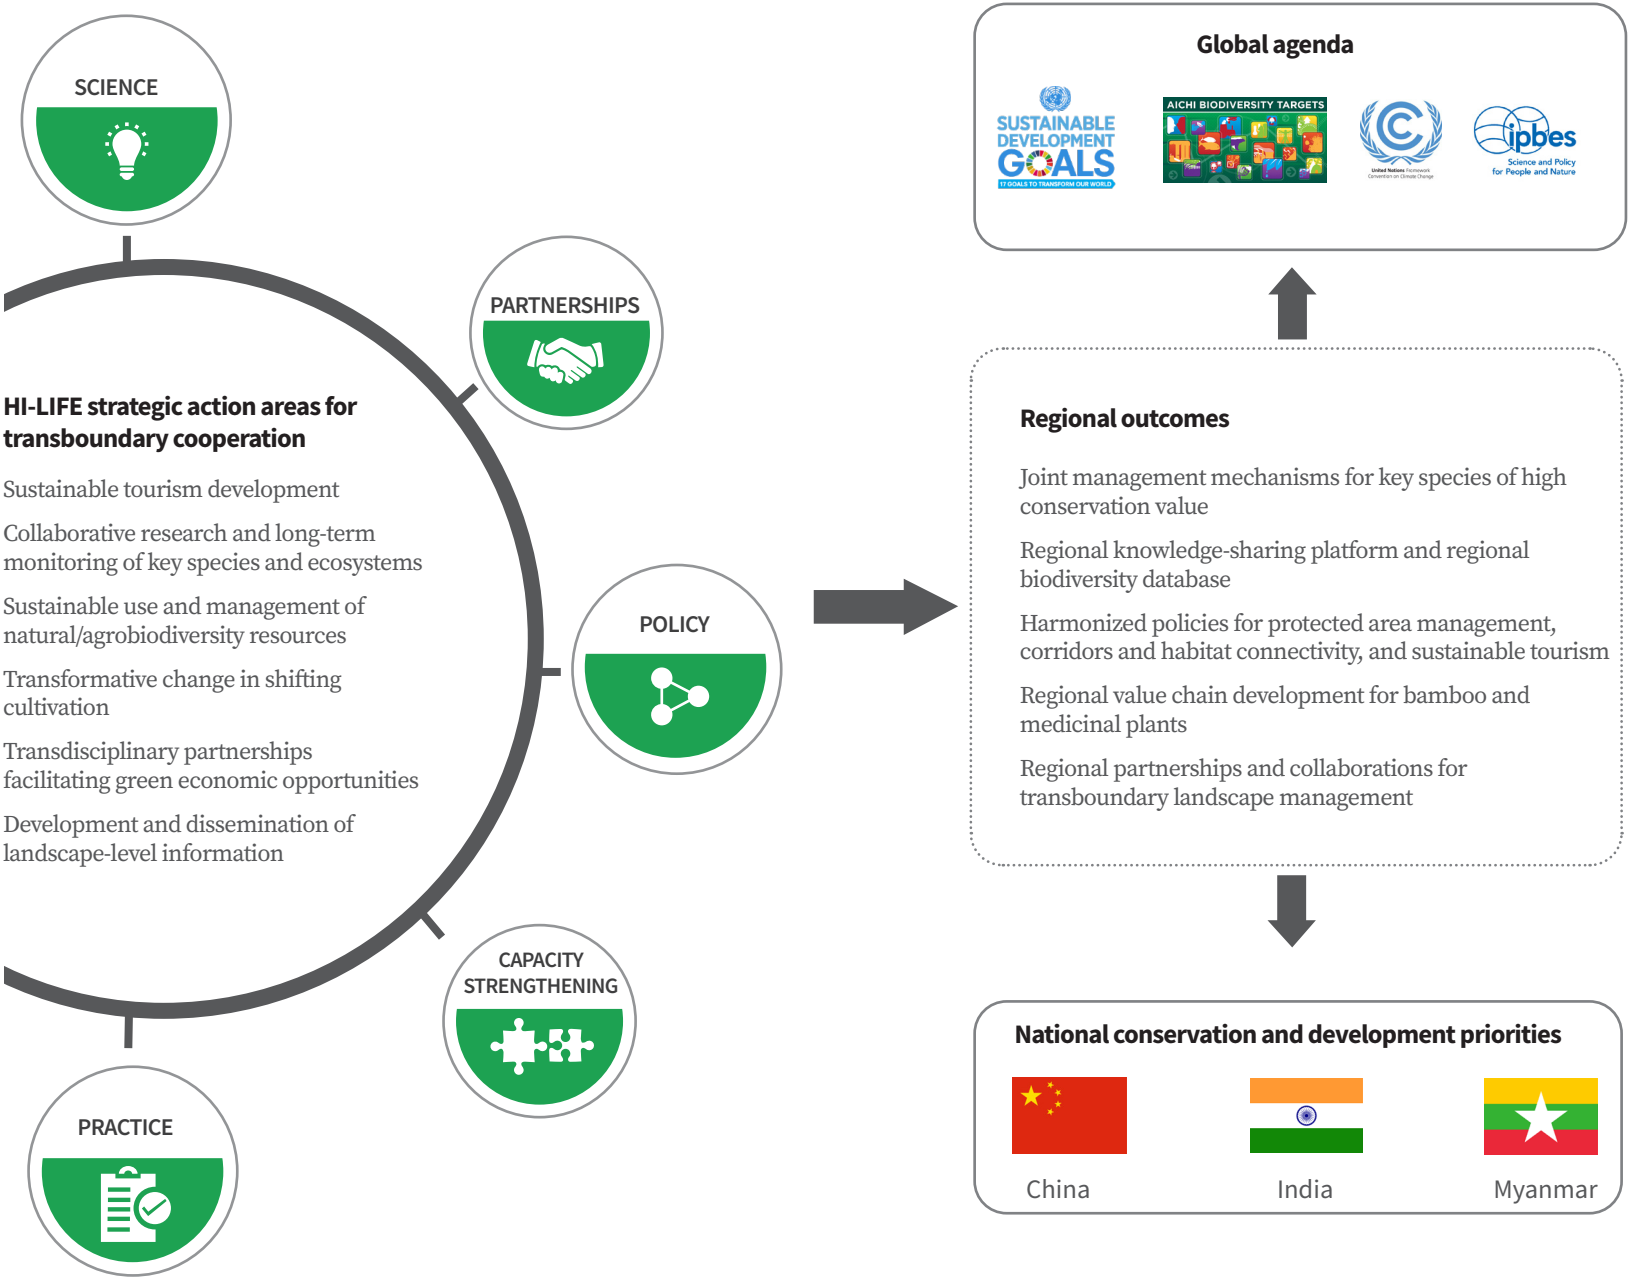 SCIENCE
PARTNERSHIPS
HI-LIFE strategic action areas for
transboundary cooperation
Sustainable tourism development
Collaborative research and long-term
monitoring of key species and ecosystems
Sustainable use and management of
natural/agrobiodiversity resources
Transformative change in shifting
cultivation
Transdisciplinary partnerships
facilitating green economic opportunities
Development and dissemination of
landscape-level information
POLICY
CAPACITY
STRENGTHENING
PRACTICE
Global agenda
SUSTAINABLE
DEVELOPMENT
GOALS
17 GOALS TO TRANSFORM OUR WORLD
AICHI BIODIVERSITY TARGETS
United Nations Framework
Convention on Climate Change
ipbes
Science and Policy
for People and Nature
Regional outcomes
Joint management mechanisms for key species of high
conservation value
Regional knowledge-sharing platform and regional
biodiversity database
Harmonized policies for protected area management,
corridors and habitat connectivity, and sustainable tourism
Regional value chain development for bamboo and
medicinal plants
Regional partnerships and collaborations for
transboundary landscape management
National conservation and development priorities
China
India
Myanmar